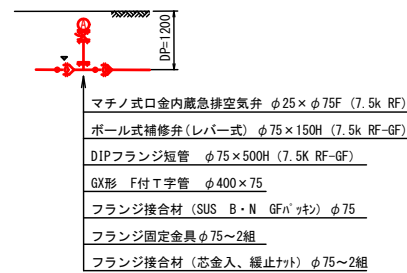 A
DP=1200
マチノ式口金内蔵急排空気弁 φ25×φ75F (7.5k RF)
ボール式補修弁(レバー式) φ75×150H (7.5k RF-GF)
DIPフランジ短管 φ75×500H (7.5K RF-GF)
GX形 F付T字管 φ400×75
フランジ接合材 (SUS B・N GFﾊﾟｯｷﾝ) φ75
フランジ固定金具φ75～2組
フランジ接合材 (芯金入、緩止ﾅｯﾄ) φ75～2組